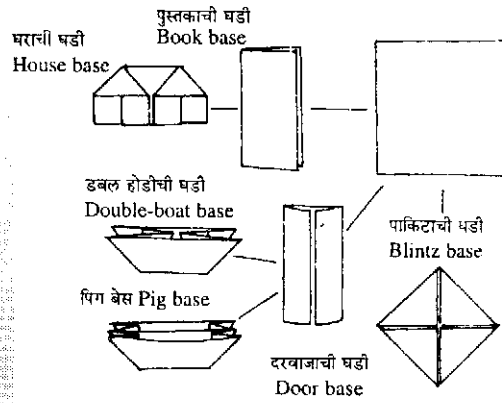 पुस्तकाची घडी
Book base
घराची घडी
House base
डबल होडीची घडी
Double-boat base
पाकिटाची घडी
Blintz base
पिग बेस Pig base
दरवाजाची घडी
Door base